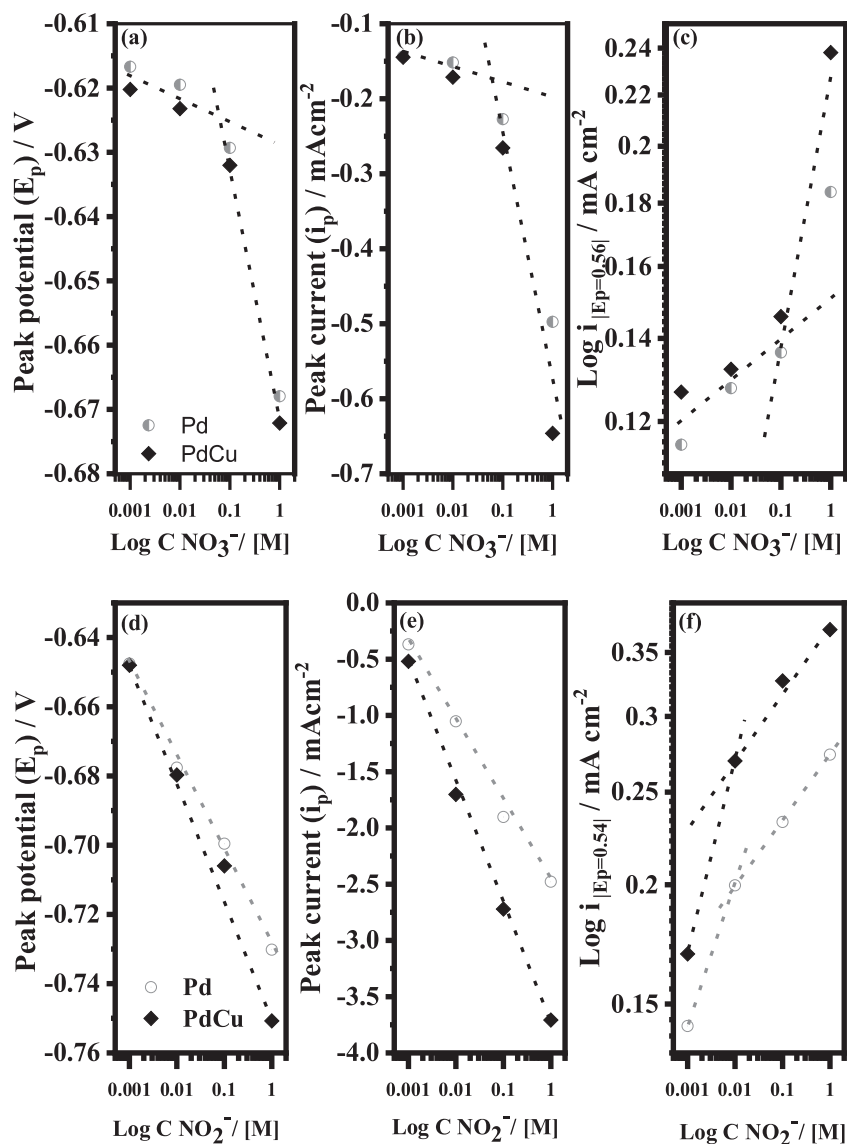 (a)
Peak potential (Eₚ) / V
-0.61
-0.62
-0.63
-0.64
-0.65
-0.66
-0.67
-0.68
Pd
PdCu
0.001 0.01 0.1 1
Log C NO₃⁻/ [M]
(b)
Peak current (iₚ) / mAcm⁻²
-0.1
-0.2
-0.3
-0.4
-0.5
-0.6
-0.7
0.001 0.01 0.1 1
Log C NO₃⁻/ [M]
(c)
Log i|Ep=0.56| / mA cm⁻²
0.24
0.22
0.2
0.18
0.16
0.14
0.12
0.001 0.01 0.1 1
Log C NO₃⁻/ [M]
(d)
Peak potential (Eₚ) / V
-0.64
-0.66
-0.68
-0.70
-0.72
-0.74
-0.76
Pd
PdCu
0.001 0.01 0.1 1
Log C NO₂⁻/ [M]
(e)
Peak current (iₚ) / mAcm⁻²
0.0
-0.5
-1.0
-1.5
-2.0
-2.5
-3.0
-3.5
-4.0
0.001 0.01 0.1 1
Log C NO₂⁻/ [M]
(f)
Log i|Ep=0.54| / mA cm⁻²
0.35
0.3
0.25
0.2
0.15
0.001 0.01 0.1 1
Log C NO₂⁻/ [M]